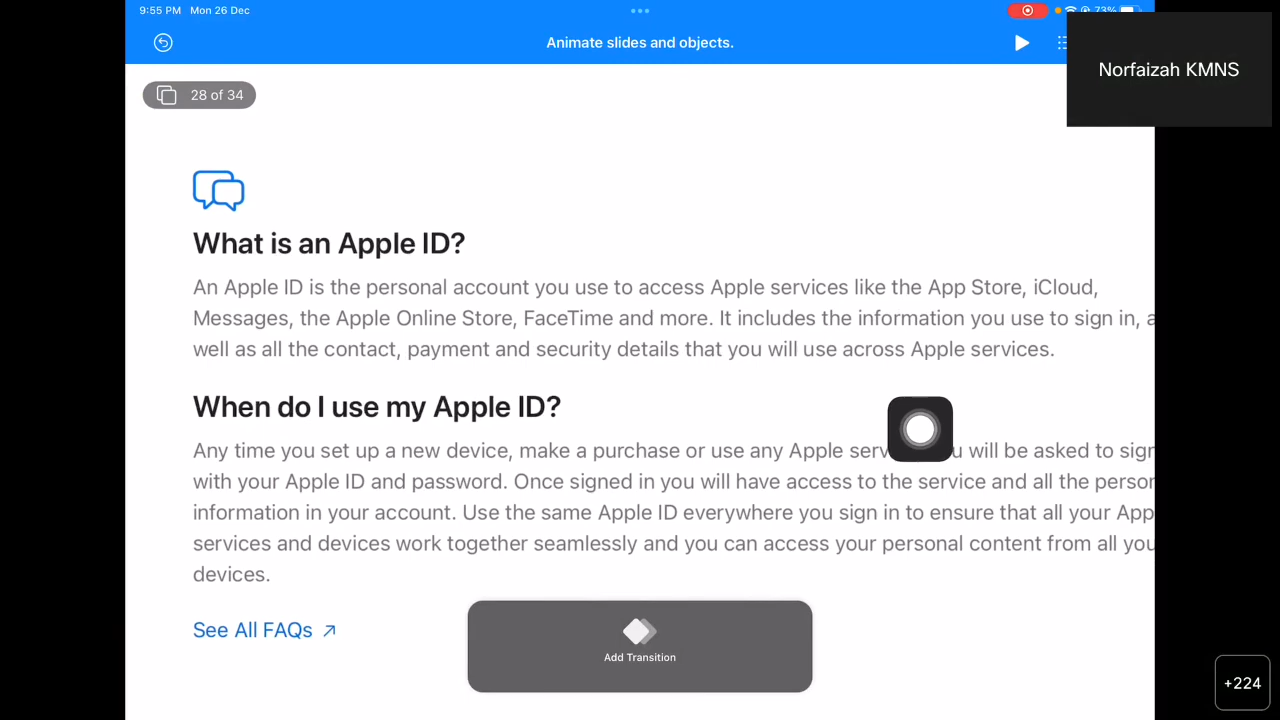 9:55 PM Mon 26 Dec
73%
Animate slides and objects.
Norfaizah KMNS
28 of 34
What is an Apple ID?
An Apple ID is the personal account you use to access Apple services like the App Store, iCloud,
Messages, the Apple Online Store, FaceTime and more. It includes the information you use to sign in, a
well as all the contact, payment and security details that you will use across Apple services.
When do I use my Apple ID?
Any time you set up a new device, make a purchase or use any Apple serv u will be asked to sign
with your Apple ID and password. Once signed in you will have access to the service and all the person
information in your account. Use the same Apple ID everywhere you sign in to ensure that all your App
services and devices work together seamlessly and you can access your personal content from all you
devices.
See All FAQs
Add Transition
+224